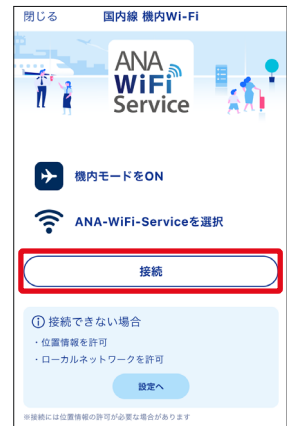 閉じる 国内線 機内Wi-Fi
ANA
WiFi
Service
機内モードをON
ANA-WiFi-Serviceを選択
接続
接続できない場合
・位置情報を許可
・ローカルネットワークを許可
設定へ
※接続には位置情報の許可が必要な場合があります